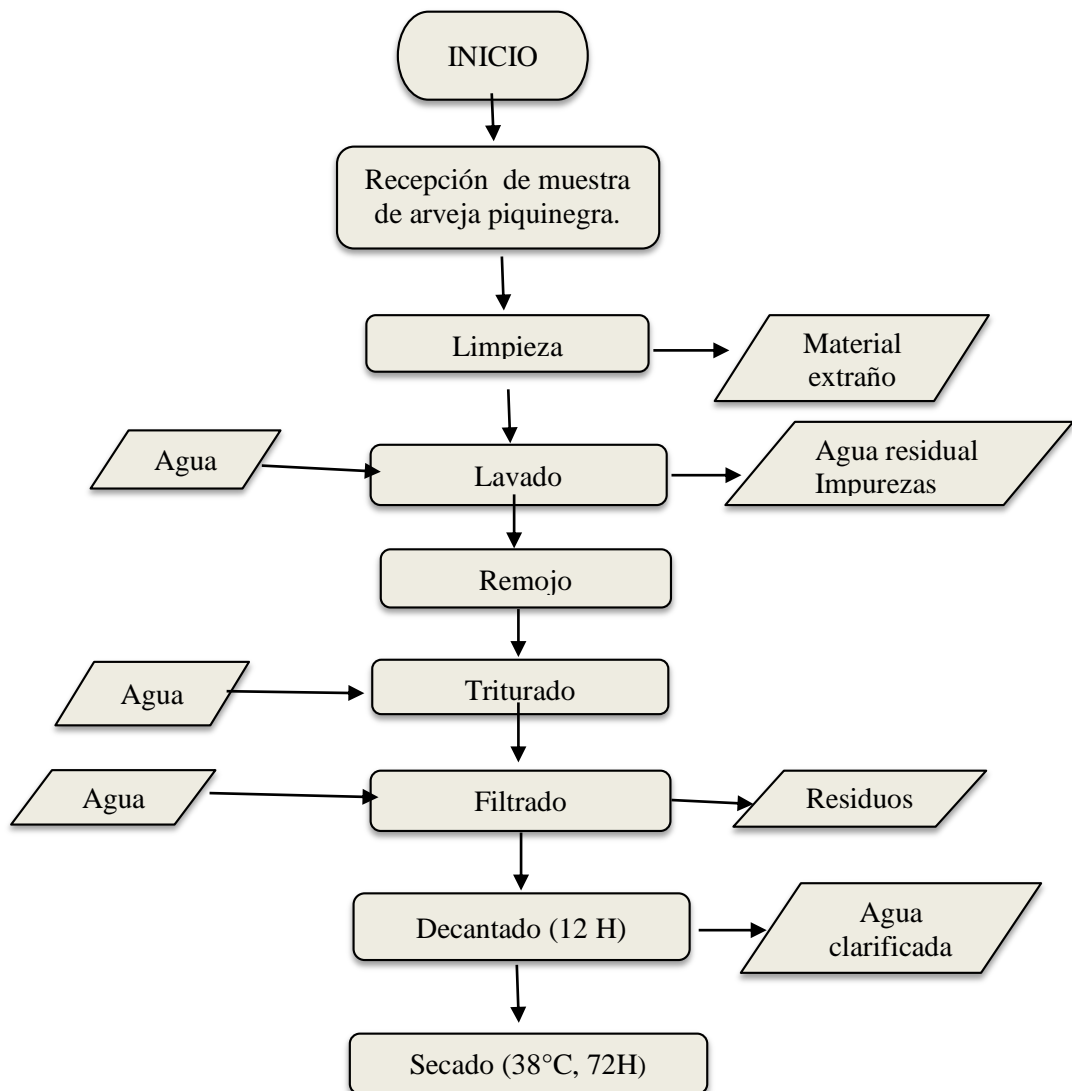 INICIO
Recepción de muestra
de arveja piquinegra.
Limpieza
Material
extraño
Agua
Lavado
Agua residual
Impurezas
Remojo
Agua
Triturado
Agua
Filtrado
Residuos
Decantado (12 H)
Agua
clarificada
Secado (38°C, 72H)